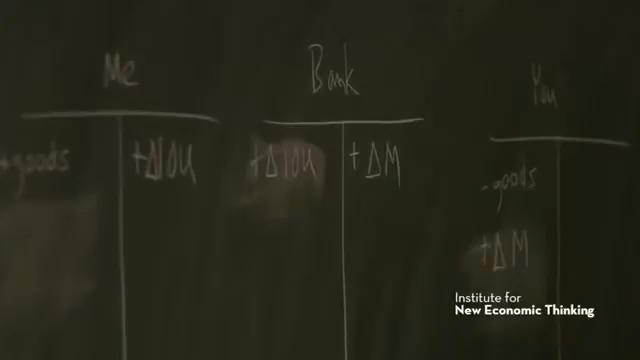 Me
Bank
You
+goods
+ΔIOU
+ΔIOU
+ΔM
-goods
+ΔM
Institute for
New Economic Thinking